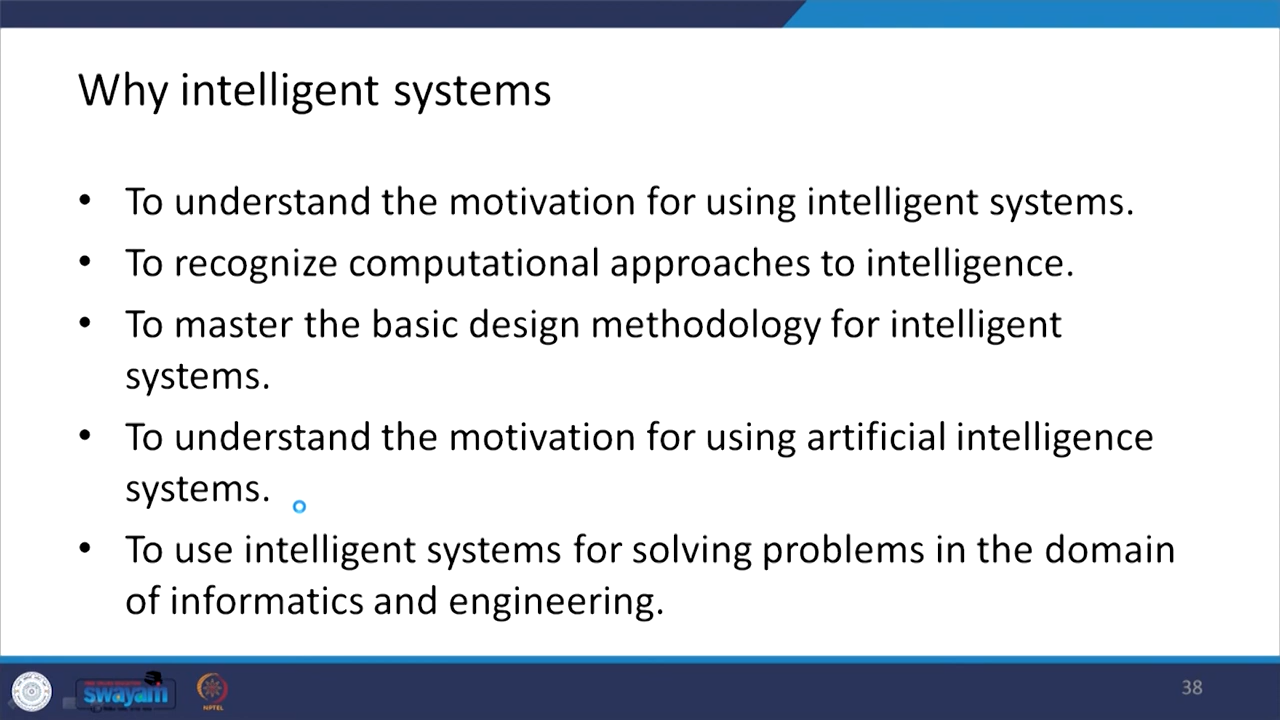 Why intelligent systems
• To understand the motivation for using intelligent systems.
• To recognize computational approaches to intelligence.
• To master the basic design methodology for intelligent
systems.
• To understand the motivation for using artificial intelligence
systems.
• To use intelligent systems for solving problems in the domain
of informatics and engineering.
swayam
NPTEL
38